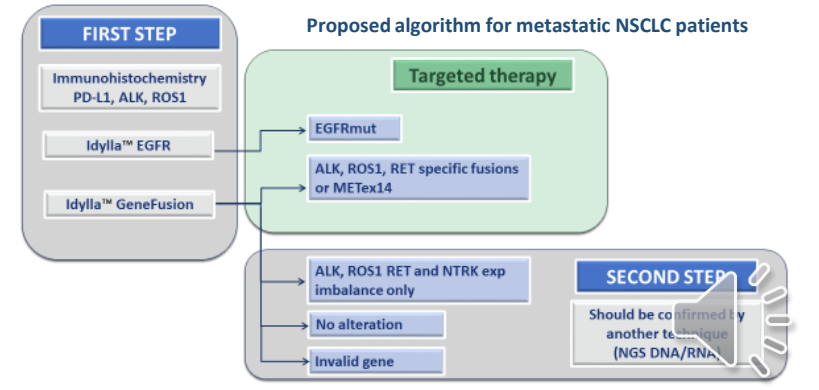 Proposed algorithm for metastatic NSCLC patients
FIRST STEP
Immunohistochemistry
PD-L1, ALK, ROS1
Idylla™ EGFR
Idylla™ GeneFusion
Targeted therapy
EGFRmut
ALK, ROS1, RET specific fusions
or METex14
ALK, ROS1 RET and NTRK exp
imbalance only
No alteration
Invalid gene
SECOND STEP
Should be confirmed by
another technique
(NGS DNA/RNA)